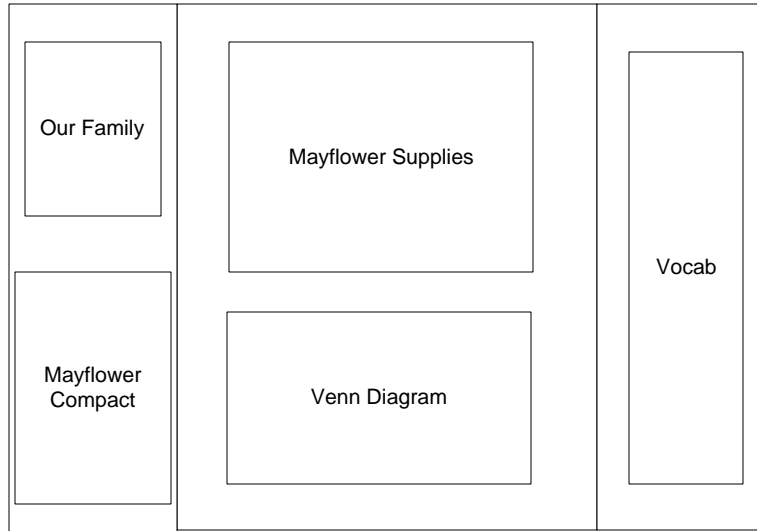 Our Family
Mayflower
Compact
Mayflower Supplies
Venn Diagram
Vocab